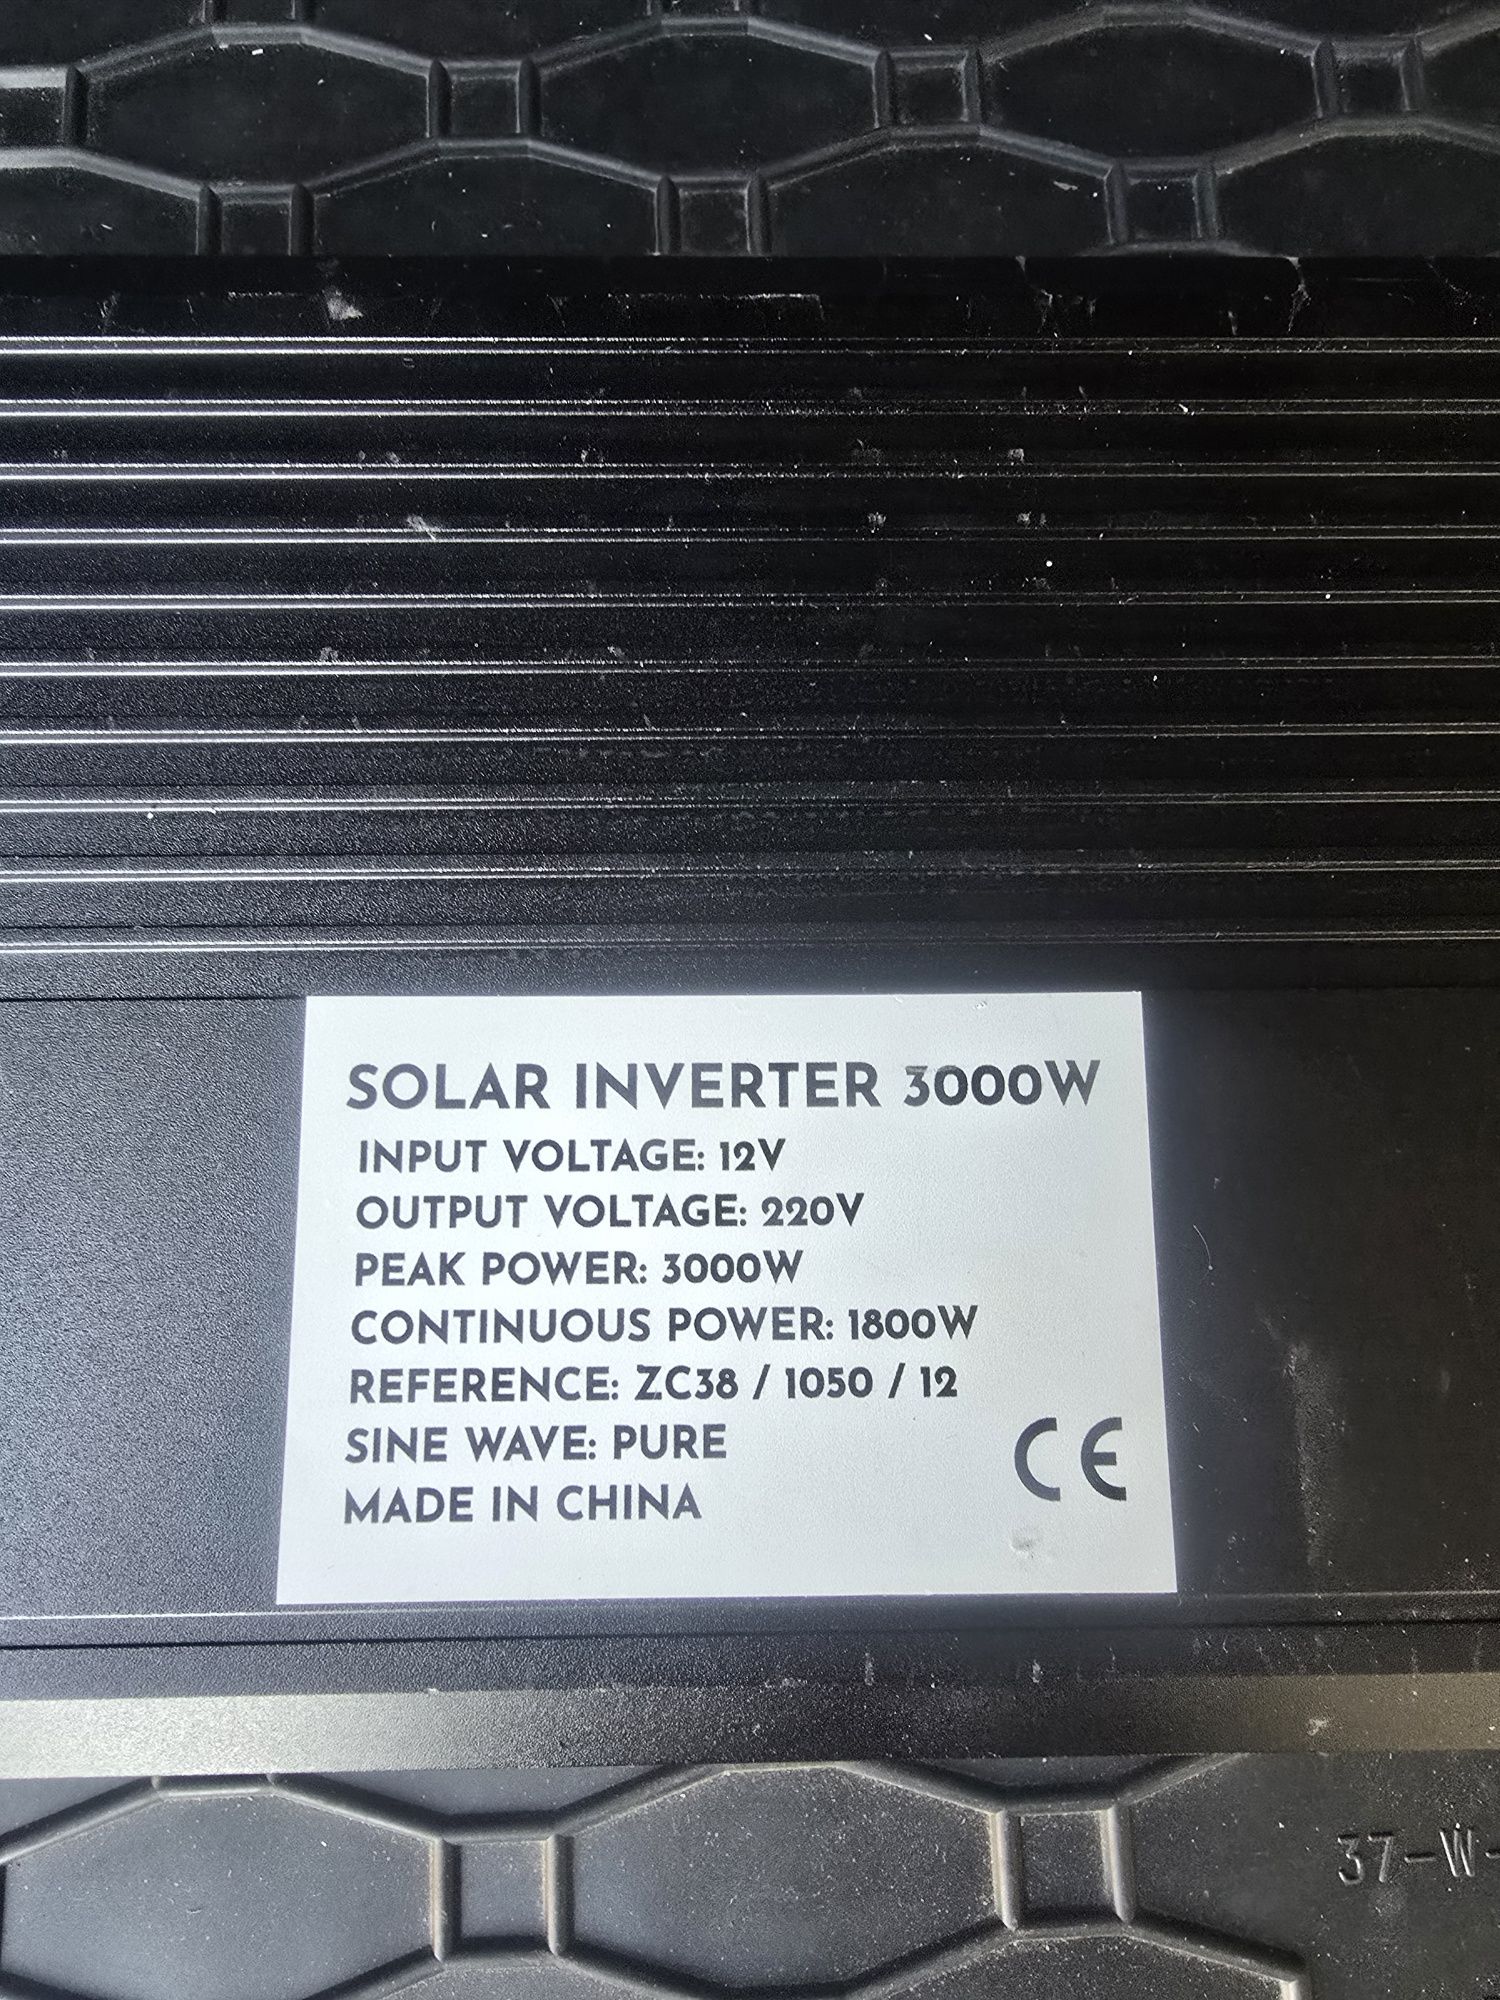 SOLAR INVERTER 3000W
INPUT VOLTAGE: 12V
OUTPUT VOLTAGE: 220V
PEAK POWER: 3000W
CONTINUOUS POWER: 1800W
REFERENCE: ZC38 / 1050 / 12
SINE WAVE: PURE
MADE IN CHINA
CE
37-W-